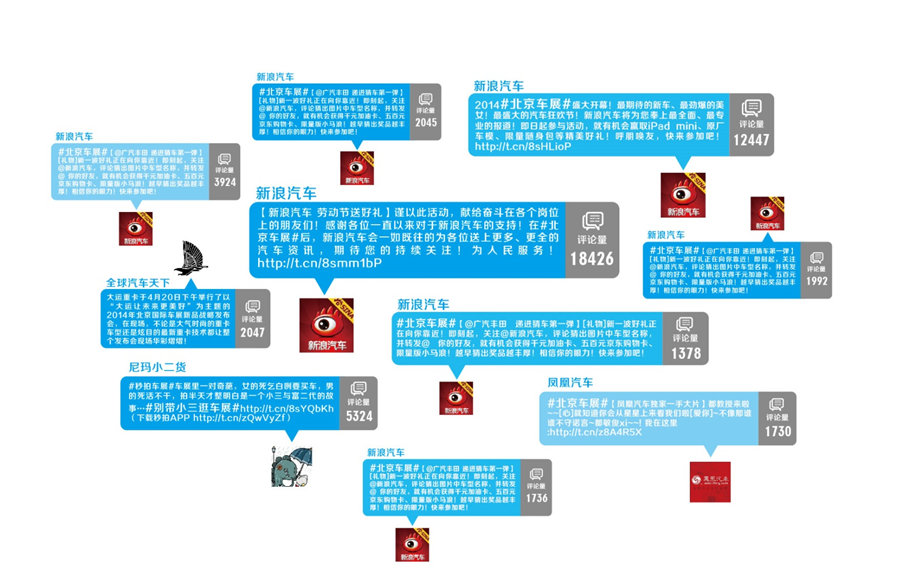 新浪汽车
#北京车展#【@广汽丰田 递进猜车第一弹】
[礼物]新一波好礼正在向你靠近！即刻起，关注
@新浪汽车，评论猜出图片中车型名称，并转发
@ 你的好友，就有机会获得千元加油卡、五百元
京东购物卡、限量版小马浪！越早猜出奖品越丰
厚！相信你的眼力！快来参加吧！
评论量
2045
新浪汽车
新浪汽车
2014#北京车展#盛大开幕！最期待的新车、最劲爆的美
女！最盛大的汽车狂欢节！新浪汽车将为您奉上最全面、最专
业的报道！即日起参与活动，就有机会赢取iPad mini、原厂
车模、限量随身包等精美好礼！呼朋唤友，快来参加吧！
http://t.cn/8sHLioP
评论量
12447
新浪汽车
新浪汽车
#北京车展#【@广汽丰田 递进猜车第一弹】
[礼物]新一波好礼正在向你靠近！即刻起，关注
@新浪汽车，评论猜出图片中车型名称，并转发
@ 你的好友，就有机会获得千元加油卡、五百元
京东购物卡、限量版小马浪！越早猜出奖品越丰
厚！相信你的眼力！快来参加吧！
评论量
3924
新浪汽车
新浪汽车
【新浪汽车 劳动节送好礼】谨以此活动，献给奋斗在各个岗位
上的朋友们！感谢各位一直以来对于新浪汽车的支持！在#北
京车展#后，新浪汽车会一如既往的为各位送上更多、更全的
汽车资讯，期待您的持续关注！为人民服务！
http://t.cn/8smm1bP
评论量
18426
新浪汽车
新浪汽车
#北京车展#【@广汽丰田 递进猜车第一弹】
[礼物]新一波好礼正在向你靠近！即刻起，关注
@新浪汽车，评论猜出图片中车型名称，并转发
@ 你的好友，就有机会获得千元加油卡、五百元
京东购物卡、限量版小马浪！越早猜出奖品越丰
厚！相信你的眼力！快来参加吧！
评论量
1992
全球汽车天下
大运重卡于4月20日下午举行了以
“大运让未来更美好”为主题的
2014年北京国际车展新品战略发布
会，在现场，不论是大气时尚的重卡
车型还是炫目的最新重卡技术都让整
个发布会现场华彩熠熠！
评论量
2047
新浪汽车
#北京车展#【@广汽丰田 递进猜车第一弹】[礼物]新一波好礼正
在向你靠近！即刻起，关注@新浪汽车，评论猜出图片中车型名称，
并转发@ 你的好友，就有机会获得千元加油卡、五百元京东购物卡、
限量版小马浪！越早猜出奖品越丰厚！相信你的眼力！快来参加吧！
评论量
1378
新浪汽车
尼玛小二货
#秒拍车展#车展里一对奇葩，女的死乞白咧要买车，男
的死活不干，拍半天才整明白是一个小三与富二代的故
事…#别带小三逛车展#http://t.cn/8sYQbKh
（下载秒拍APP http://t.cn/zQwVyZf）
评论量
5324
凤凰汽车
#北京车展#【凤凰汽车独家一手大片】都教授来啦
~~[心]就知道你会从星星上来看我们啦[爱你]~不像那谁
谁不守诺言~那敏俊xi~~！我在这里
:http://t.cn/z8A4R5X
评论量
1730
凤凰汽车
#北京车展#【@广汽丰田 递进猜车第一弹】
[礼物]新一波好礼正在向你靠近！即刻起，关注
@新浪汽车，评论猜出图片中车型名称，并转发
@ 你的好友，就有机会获得千元加油卡、五百元
京东购物卡、限量版小马浪！越早猜出奖品越丰
厚！相信你的眼力！快来参加吧！
评论量
1736
新浪汽车
新浪汽车